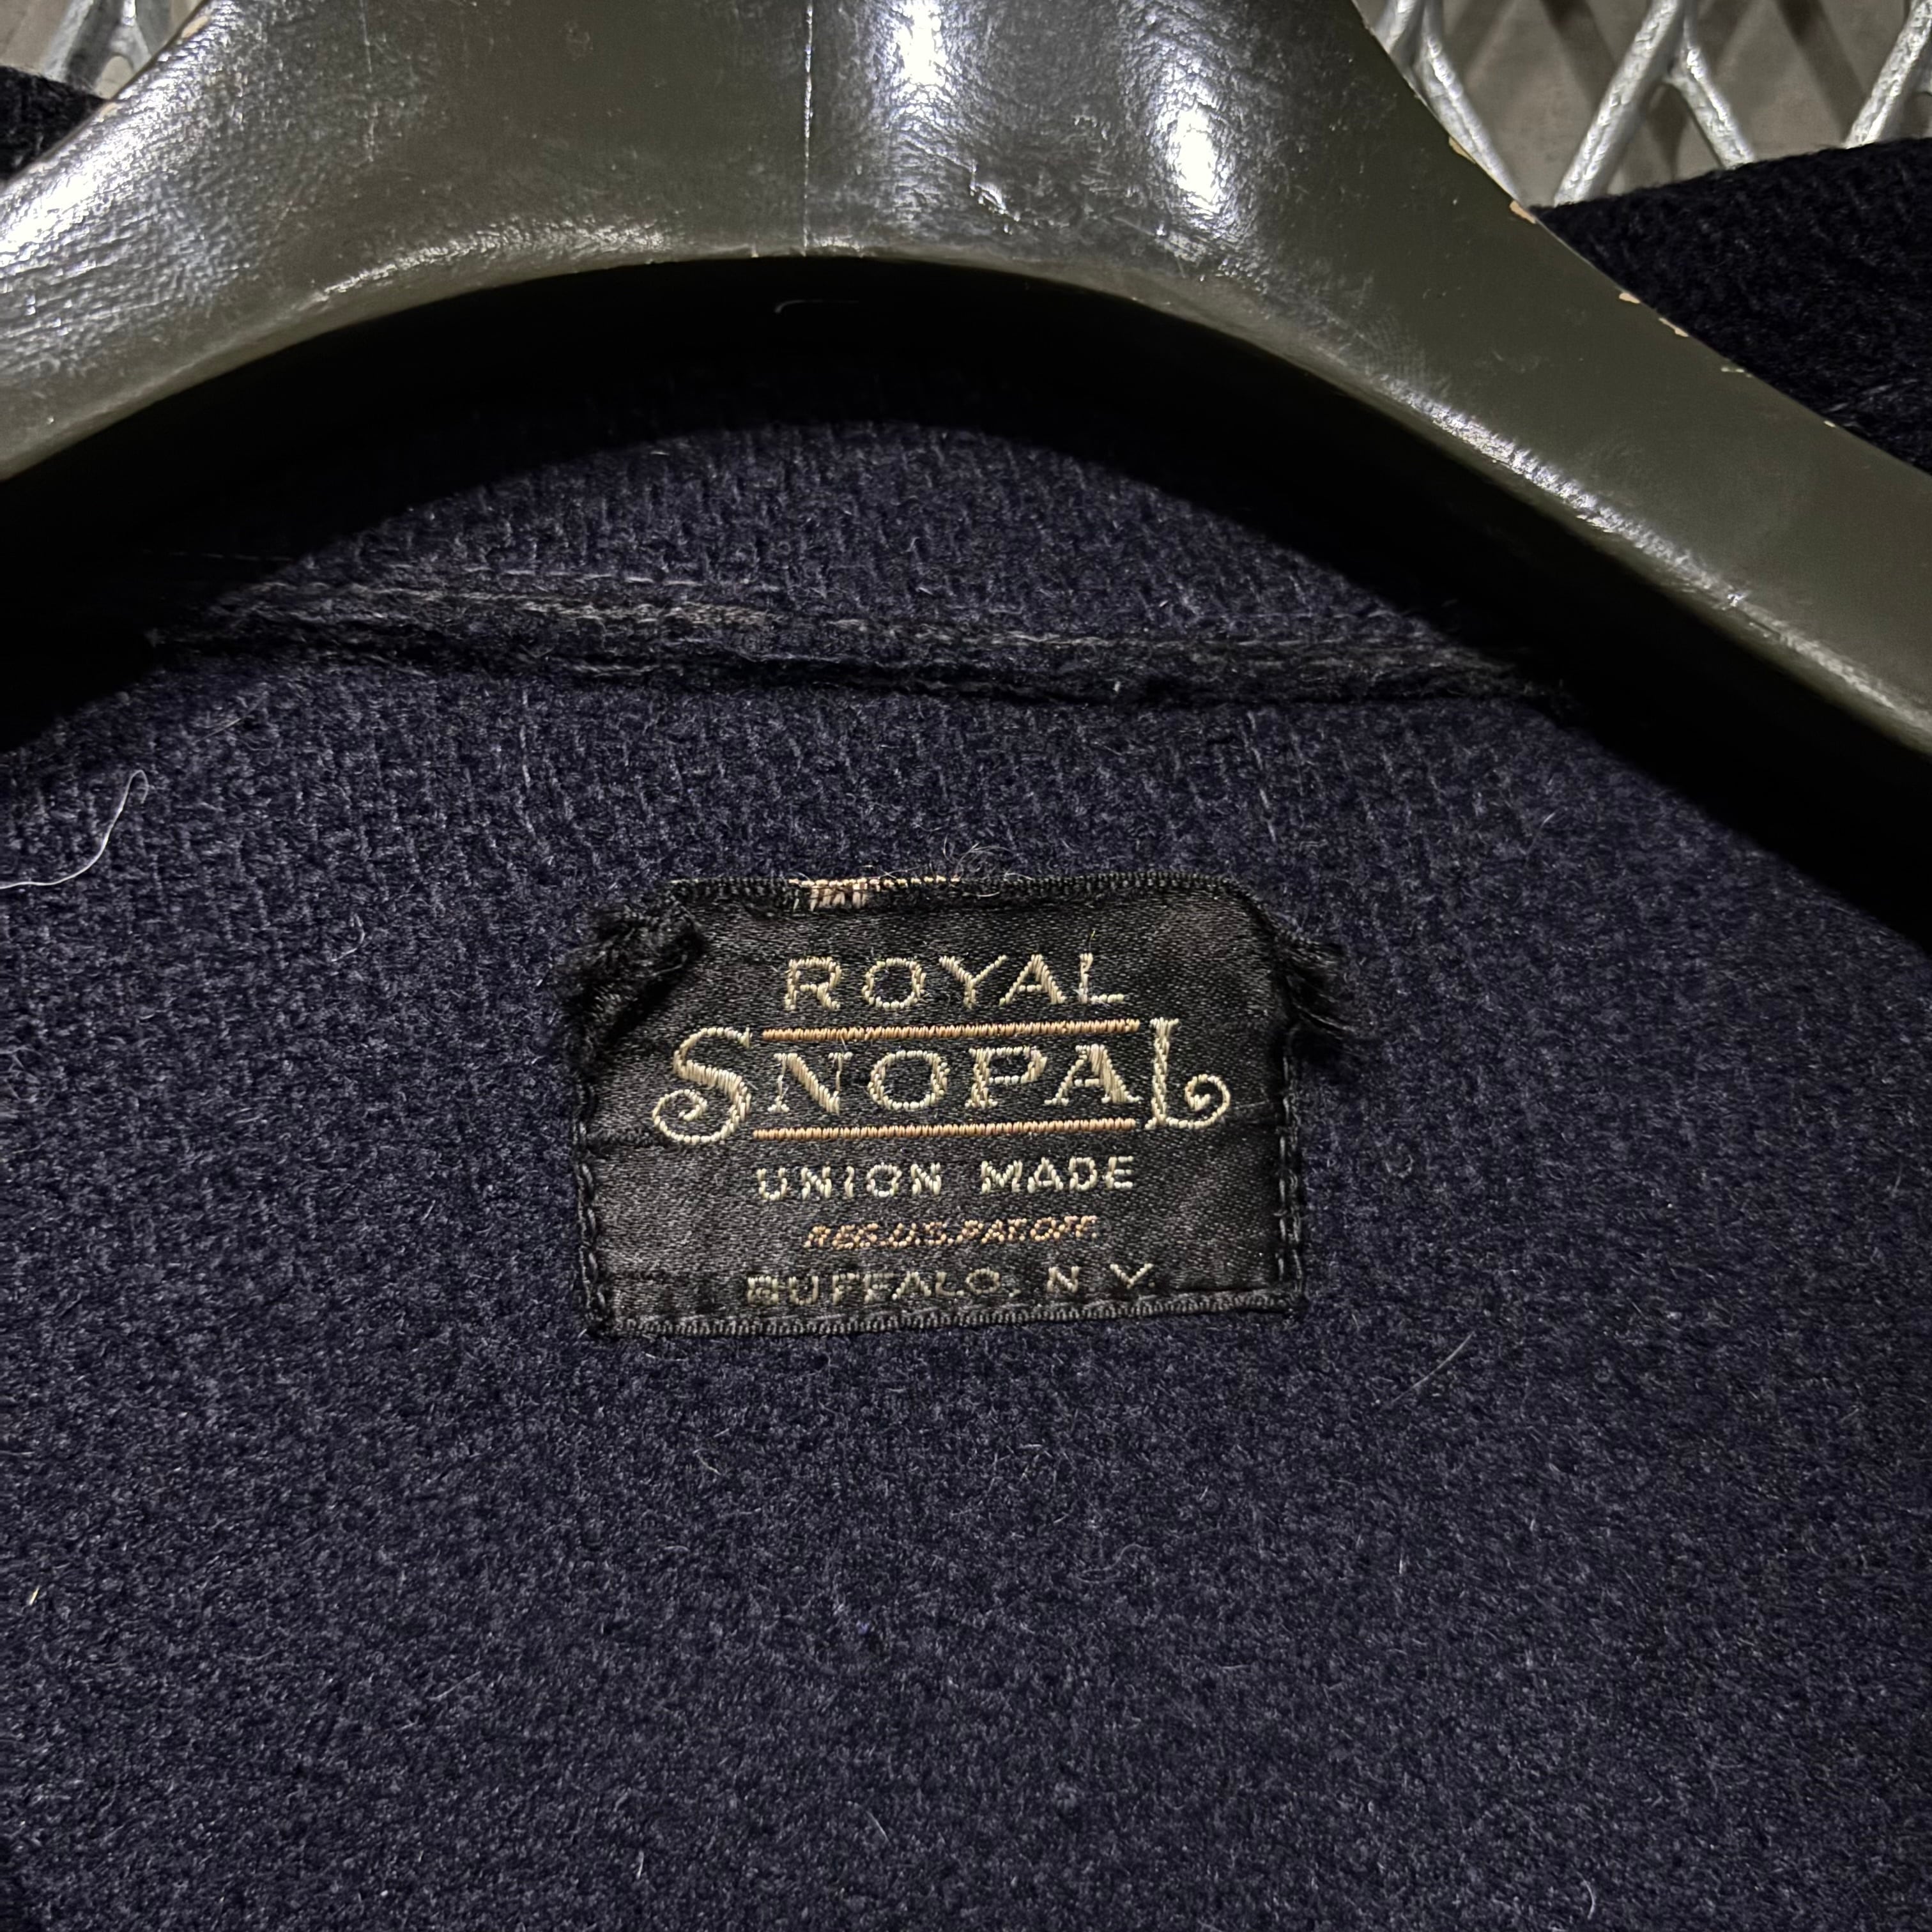 ROYAL
SNOPAL
UNION MADE
REG.U.S.PAT.OFF.
BUFFALO, N.Y.